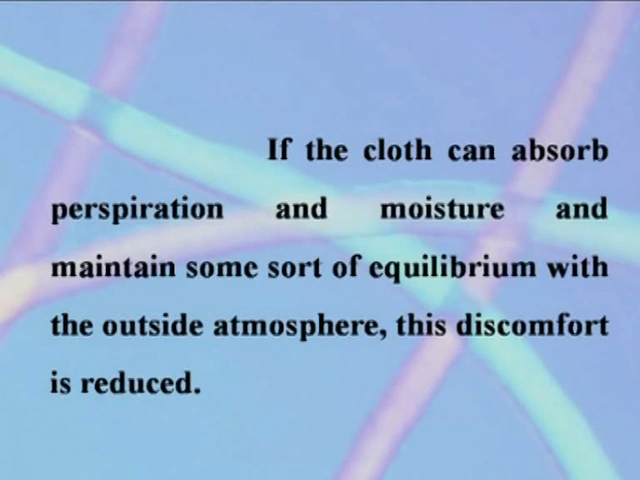 If the cloth can absorb
perspiration and moisture and
maintain some sort of equilibrium with
the outside atmosphere, this discomfort
is reduced.